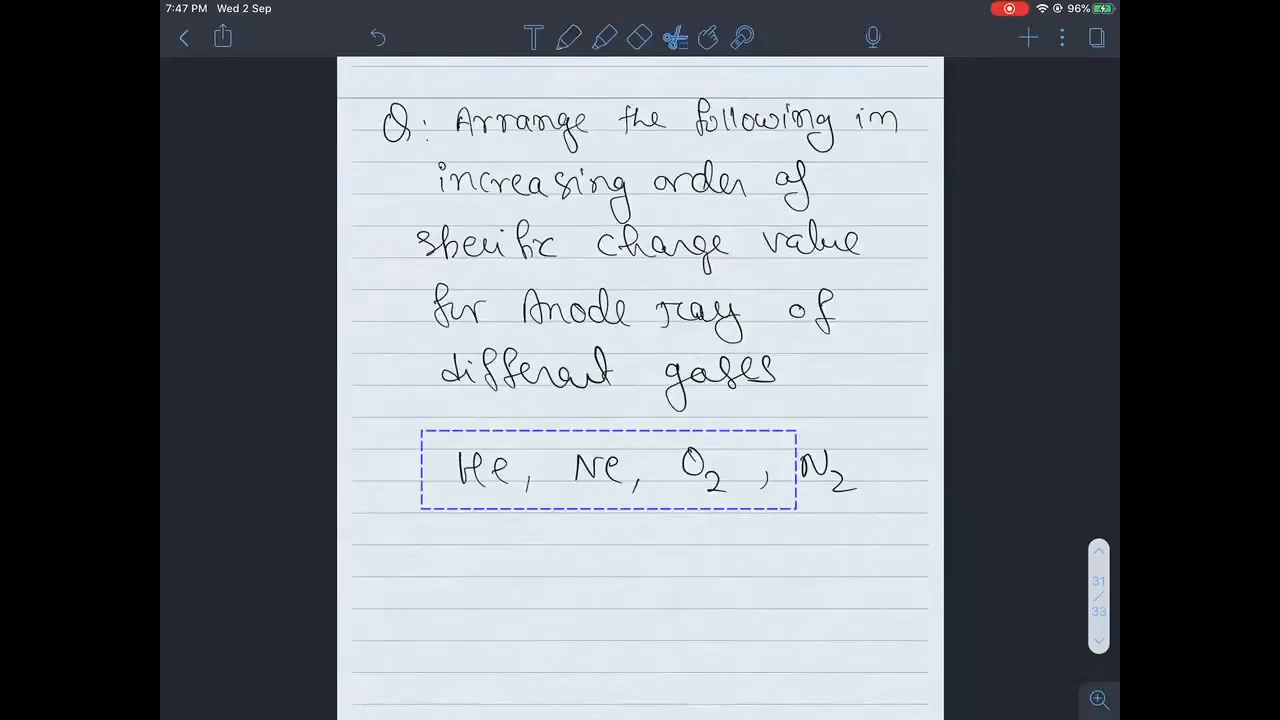 7:47 PM Wed 2 Sep
96%
Q: Arrange the following in
increasing order of
specific charge value
for Anode ray of
different gases
He, Ne, O₂, N₂
31
/
33